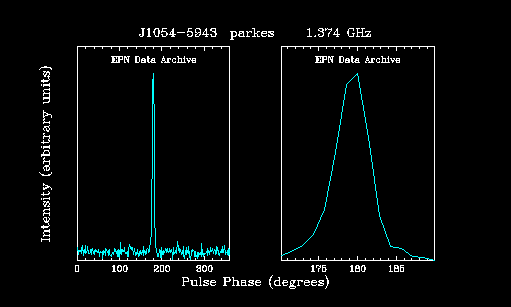 J1054-5943 parkes 1.374 GHz
EPN Data Archive EPN Data Archive
Intensity (arbitrary units)
0 100 200 300 175 180 185
Pulse Phase (degrees)